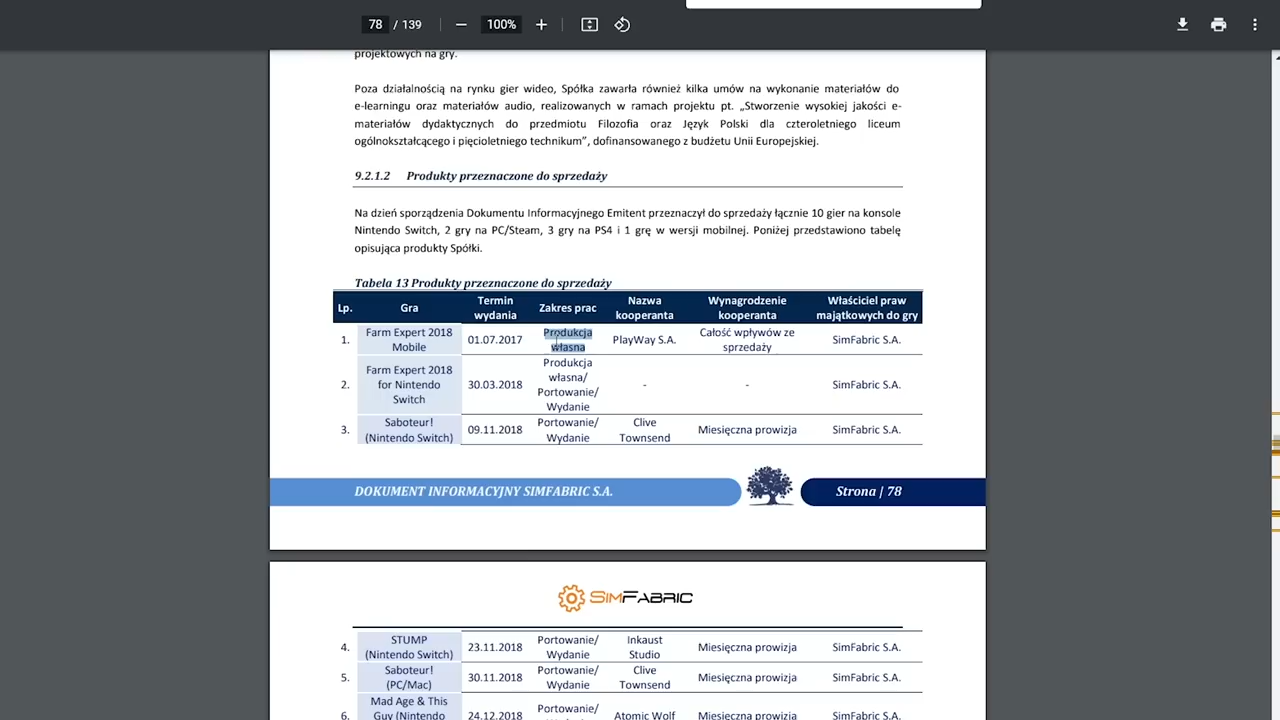 78 / 139
100%
projektowych na gry.
Poza działalnością na rynku gier wideo, Spółka zawarła również kilka umów na wykonanie materiałów do
e-learningu oraz materiałów audio, realizowanych w ramach projektu pt. „Stworzenie wysokiej jakości e-
materiałów dydaktycznych do przedmiotu Filozofia oraz Język Polski dla czteroletniego liceum
ogólnokształcącego i pięcioletniego technikum”, dofinansowanego z budżetu Unii Europejskiej.
9.2.1.2 Produkty przeznaczone do sprzedaży
Na dzień sporządzenia Dokumentu Informacyjnego Emitent przeznaczył do sprzedaży łącznie 10 gier na konsole
Nintendo Switch, 2 gry na PC/Steam, 3 gry na PS4 i 1 grę w wersji mobilnej. Poniżej przedstawiono tabelę
opisująca produkty Spółki.
Tabela 13 Produkty przeznaczone do sprzedaży
Lp. Gra Termin wydania Zakres prac Nazwa kooperanta Wynagrodzenie kooperanta Właściciel praw majątkowych do gry
1. Farm Expert 2018 Mobile 01.07.2017 Produkcja własna PlayWay S.A. Całość wpływów ze sprzedaży SimFabric S.A.
2. Farm Expert 2018 for Nintendo Switch 30.03.2018 Produkcja własna/ Portowanie/ Wydanie - - SimFabric S.A.
3. Saboteur! (Nintendo Switch) 09.11.2018 Portowanie/ Wydanie Clive Townsend Miesięczna prowizja SimFabric S.A.
DOKUMENT INFORMACYJNY SIMFABRIC S.A. Strona | 78
SIMFABRIC
4. STUMP (Nintendo Switch) 23.11.2018 Portowanie/ Wydanie Inkaust Studio Miesięczna prowizja SimFabric S.A.
5. Saboteur! (PC/Mac) 30.11.2018 Portowanie/ Wydanie Clive Townsend Miesięczna prowizja SimFabric S.A.
6. Mad Age & This Guy (Nintendo 24.12.2018 Portowanie/ Atomic Wolf Miesięczna prowizja SimFabric S.A.